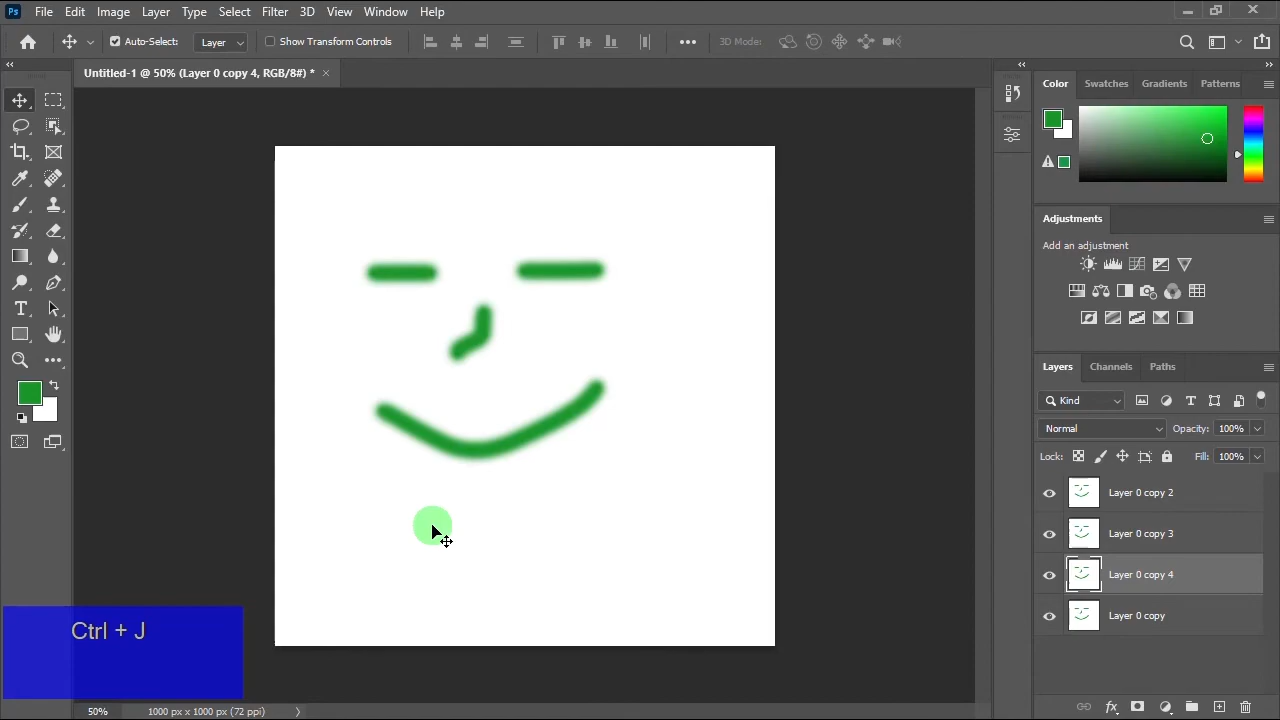 Ps File Edit Image Layer Type Select Filter 3D View Window Help
Auto-Select: Layer Show Transform Controls 3D Mode:
Untitled-1 @ 50% (Layer 0 copy 4, RGB/8#) *
Color Swatches Gradients Patterns
Adjustments
Add an adjustment
Layers Channels Paths
Kind
Normal Opacity: 100%
Lock: Fill: 100%
Layer 0 copy 2
Layer 0 copy 3
Layer 0 copy 4
Layer 0 copy
Ctrl + J
50% 1000 px x 1000 px (72 ppi)